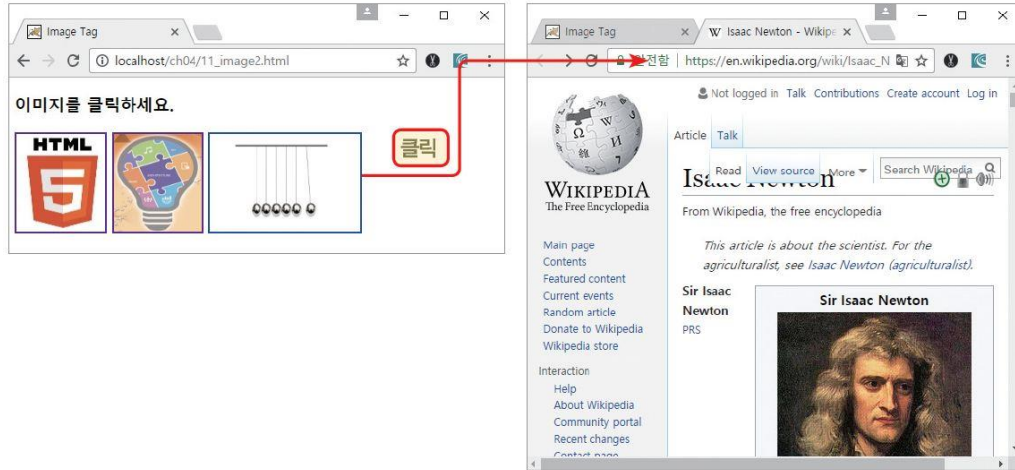 Image Tag
localhost/ch04/11_image2.html
이미지를 클릭하세요.
HTML
5
클릭
Image Tag
W Isaac Newton - Wikipe
안전함 | https://en.wikipedia.org/wiki/Isaac_N
Not logged in Talk Contributions Create account Log in
Article Talk
Read View source More Search Wikipedia
Isaac Newton
From Wikipedia, the free encyclopedia
This article is about the scientist. For the
agriculturalist, see Isaac Newton (agriculturalist).
Sir Isaac
Newton
PRS
Sir Isaac Newton
WIKIPEDIA
The Free Encyclopedia
Main page
Contents
Featured content
Current events
Random article
Donate to Wikipedia
Wikipedia store
Interaction
Help
About Wikipedia
Community portal
Recent changes
Contact page